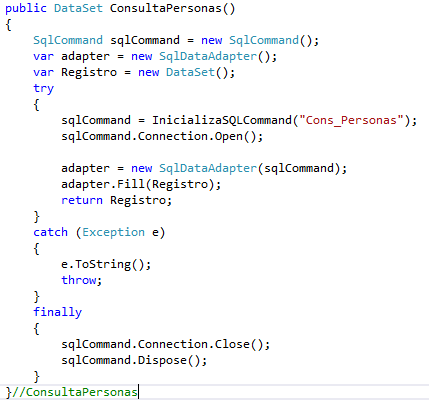 public DataSet ConsultaPersonas()
{
    SqlCommand sqlCommand = new SqlCommand();
    var adapter = new SqlDataAdapter();
    var Registro = new DataSet();
    try
    {
        sqlCommand = InicializaSQLCommand("Cons_Personas");
        sqlCommand.Connection.Open();

        adapter = new SqlDataAdapter(sqlCommand);
        adapter.Fill(Registro);
        return Registro;
    }
    catch (Exception e)
    {
        e.ToString();
        throw;
    }
    finally
    {
        sqlCommand.Connection.Close();
        sqlCommand.Dispose();
    }
}//ConsultaPersonas